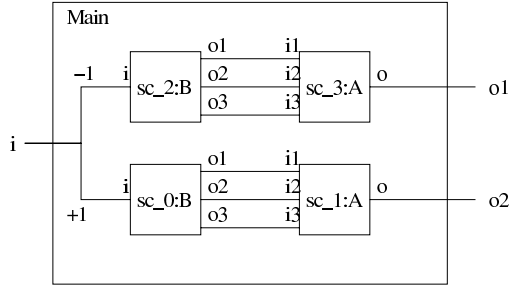 Main
o1 i1
−1 i o2 i2 o
sc_2:B sc_3:A o1
o3 i3
i
o1 i1
i o2 i2 o
sc_0:B sc_1:A o2
+1 o3 i3